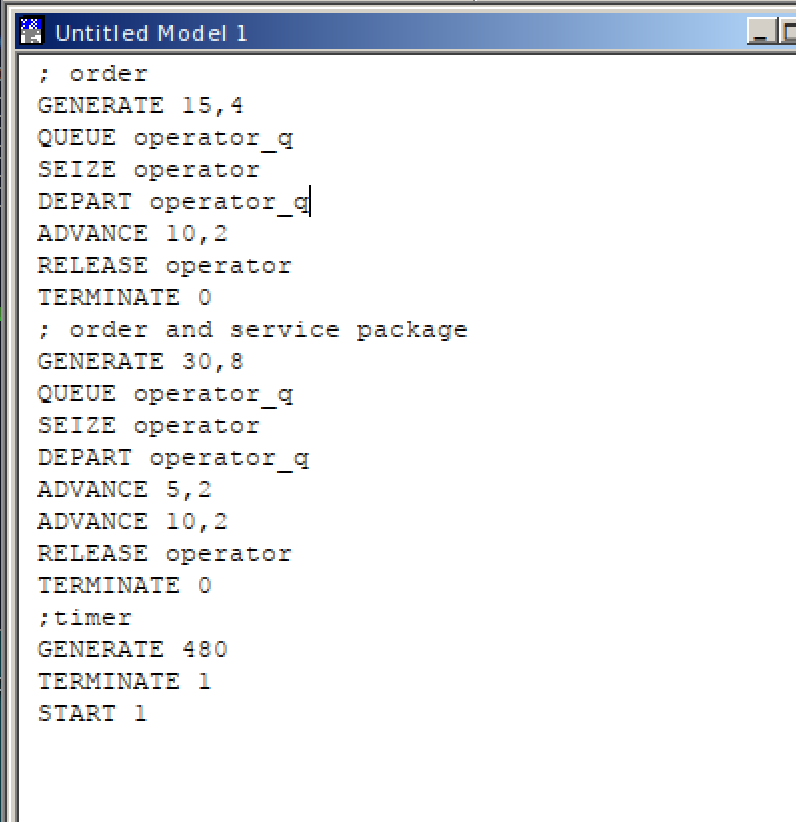 Untitled Model 1
; order
GENERATE 15,4
QUEUE operator_q
SEIZE operator
DEPART operator_q
ADVANCE 10,2
RELEASE operator
TERMINATE 0
; order and service package
GENERATE 30,8
QUEUE operator_q
SEIZE operator
DEPART operator_q
ADVANCE 5,2
ADVANCE 10,2
RELEASE operator
TERMINATE 0
;timer
GENERATE 480
TERMINATE 1
START 1